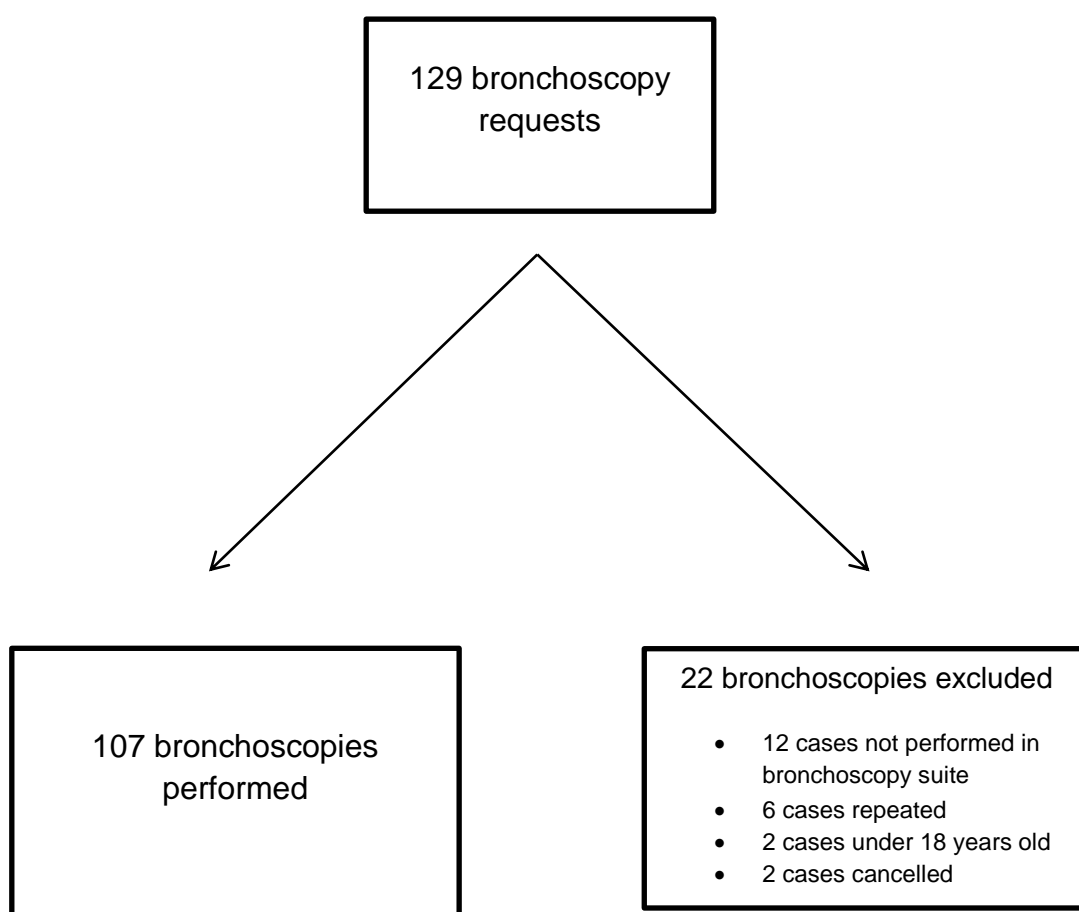 129 bronchoscopy
requests
107 bronchoscopies
performed
22 bronchoscopies excluded
• 12 cases not performed in
bronchoscopy suite
• 6 cases repeated
• 2 cases under 18 years old
• 2 cases cancelled